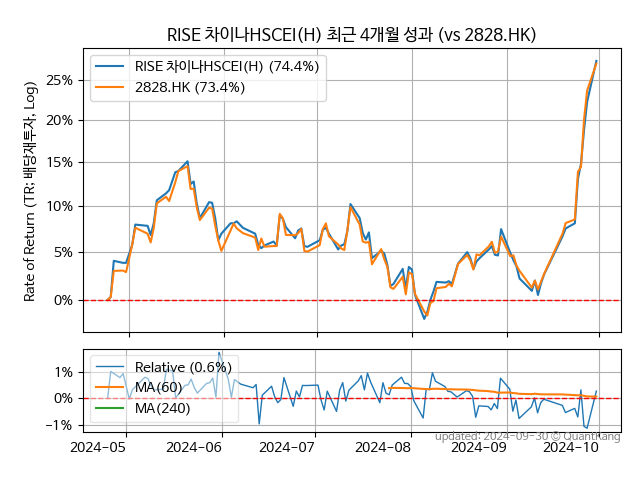 RISE 차이나HSCEI(H) 최근 4개월 성과 (vs 2828.HK)
Rate of Return (TR: 배당재투자, Log)
RISE 차이나HSCEI(H) (74.4%)
2828.HK (73.4%)
25%
20%
15%
10%
5%
0%
Relative (0.6%)
MA(60)
MA(240)
1%
0%
−1%
2024-05
2024-06
2024-07
2024-08
2024-09
2024-10
updated: 2024-09-30 © QuantKang